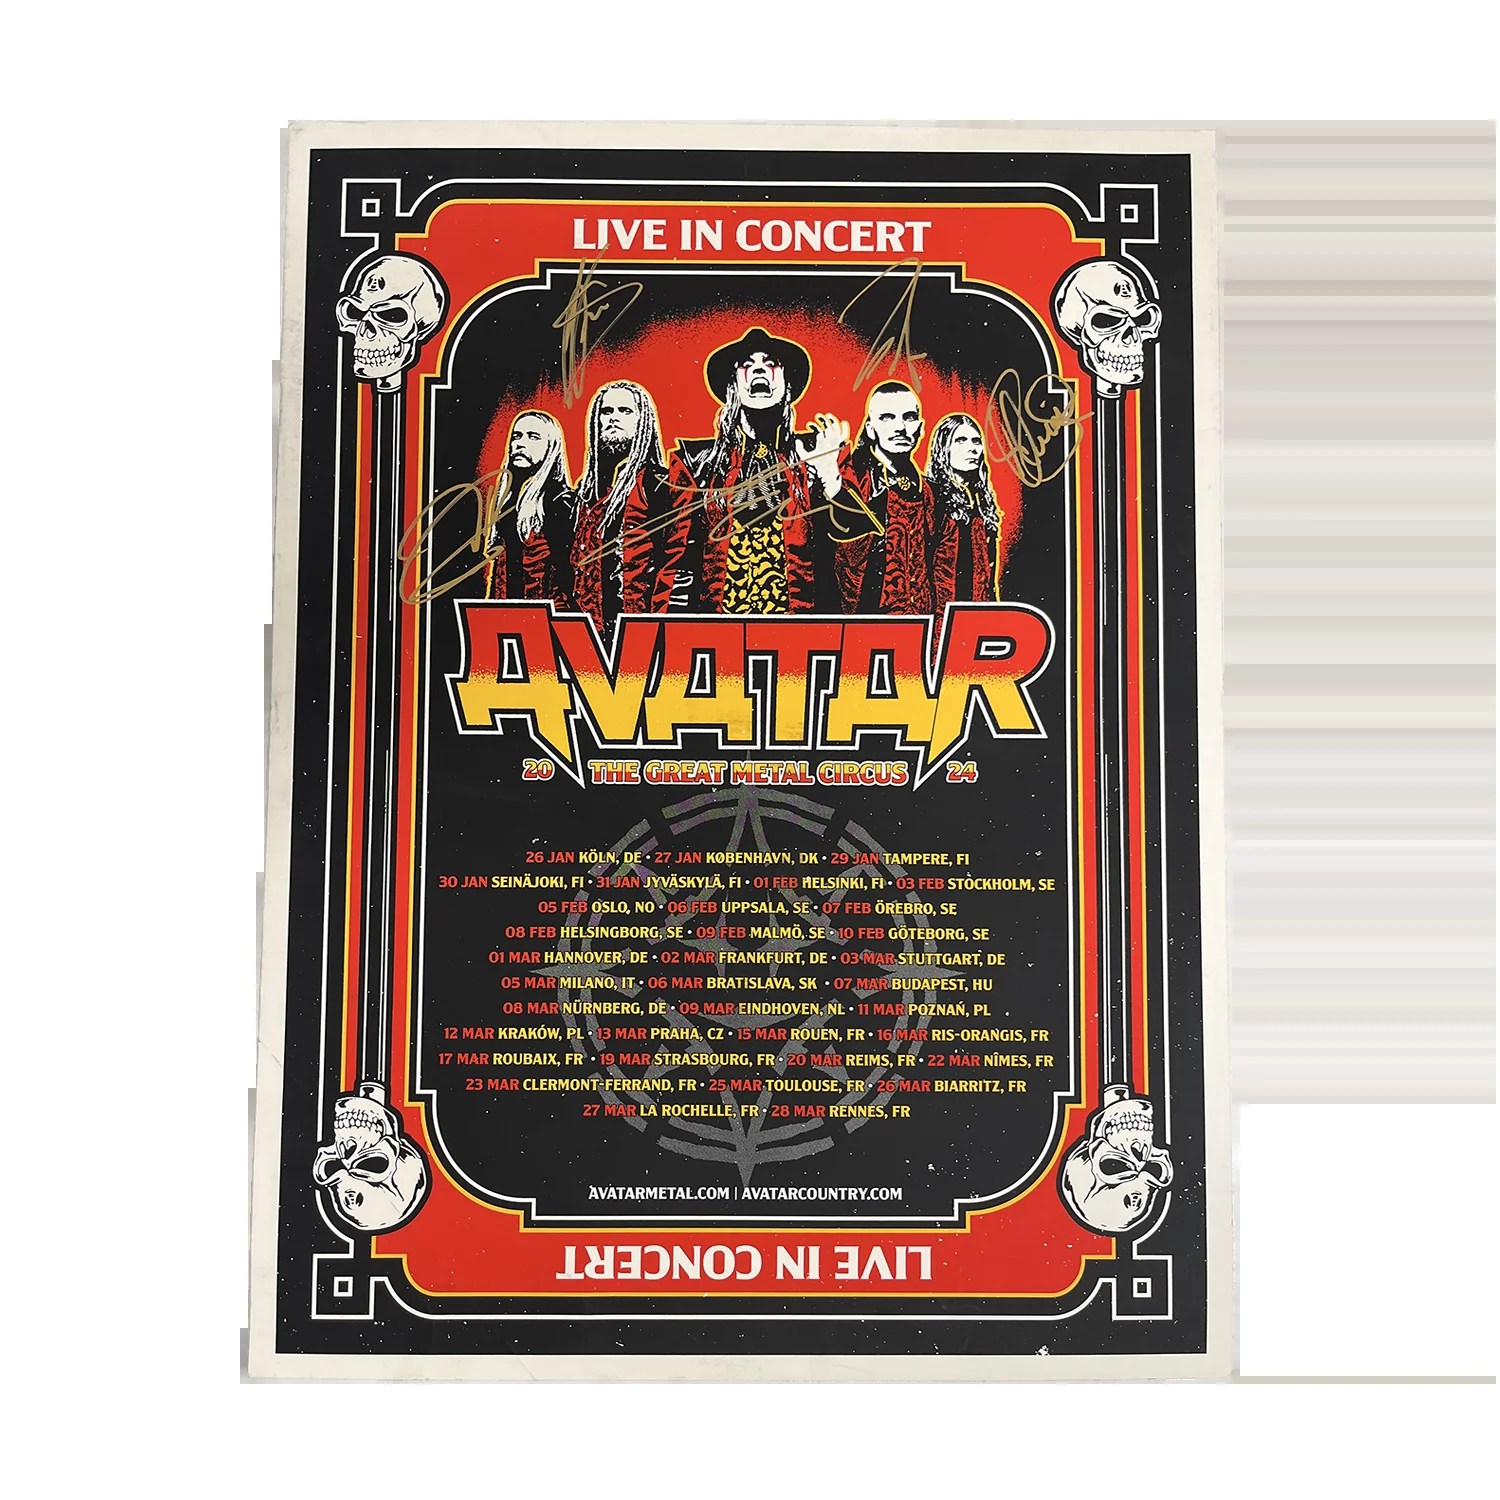 LIVE IN CONCERT
AVATAR
20 THE GREAT METAL CIRCUS 24
26 JAN KÖLN, DE • 27 JAN KØBENHAVN, DK • 29 JAN TAMPERE, FI
30 JAN SEINÄJOKI, FI • 31 JAN JYVÄSKYLÄ, FI • 01 FEB HELSINKI, FI • 03 FEB STOCKHOLM, SE
05 FEB OSLO, NO • 06 FEB UPPSALA, SE • 07 FEB ÖREBRO, SE
08 FEB HELSINGBORG, SE • 09 FEB MALMÖ, SE • 10 FEB GÖTEBORG, SE
01 MAR HANNOVER, DE • 02 MAR FRANKFURT, DE • 03 MAR STUTTGART, DE
05 MAR MILANO, IT • 06 MAR BRATISLAVA, SK • 07 MAR BUDAPEST, HU
08 MAR NÜRNBERG, DE • 09 MAR EINDHOVEN, NL • 11 MAR POZNAŃ, PL
12 MAR KRAKÓW, PL • 13 MAR PRAHA, CZ • 15 MAR ROUEN, FR • 16 MAR RIS-ORANGIS, FR
17 MAR ROUBAIX, FR • 19 MAR STRASBOURG, FR • 20 MAR REIMS, FR • 22 MAR NÎMES, FR
23 MAR CLERMONT-FERRAND, FR • 25 MAR TOULOUSE, FR • 26 MAR BIARRITZ, FR
27 MAR LA ROCHELLE, FR • 28 MAR RENNES, FR
AVATARMETAL.COM | AVATARCOUNTRY.COM
LIVE IN CONCERT